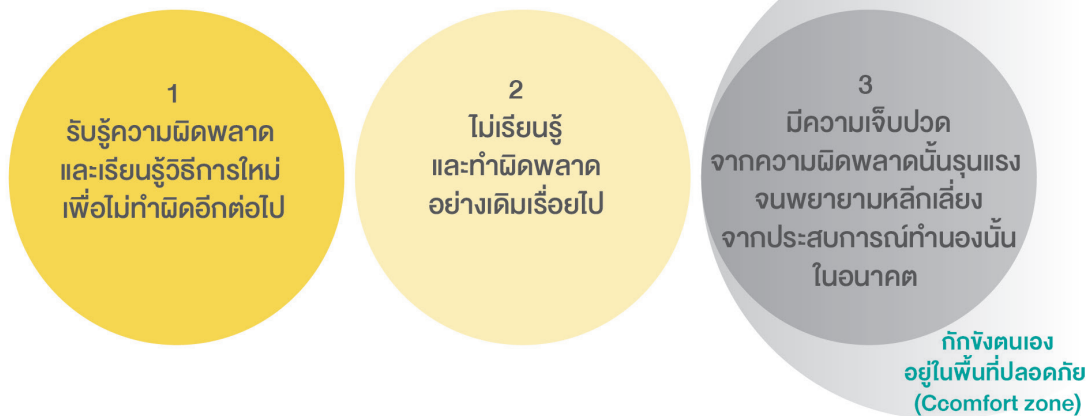 1
รับรู้ความผิดพลาด
และเรียนรู้วิธีการใหม่
เพื่อไม่ทำผิดอีกต่อไป
2
ไม่เรียนรู้
และทำผิดพลาด
อย่างเดิมเรื่อยไป
3
มีความเจ็บปวด
จากความผิดพลาดนั้นรุนแรง
จนพยายามหลีกเลี่ยง
จากประสบการณ์ทำนองนั้น
ในอนาคต
กักขังตนเอง
อยู่ในพื้นที่ปลอดภัย
(Ccomfort zone)